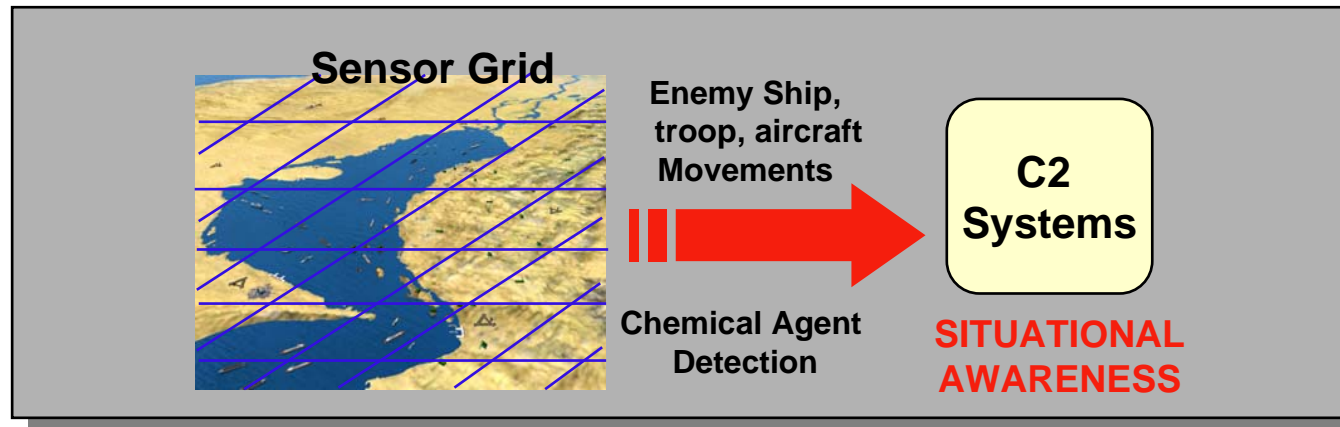 Sensor Grid
Enemy Ship,
troop, aircraft
Movements
Chemical Agent
Detection
C2
Systems
SITUATIONAL
AWARENESS